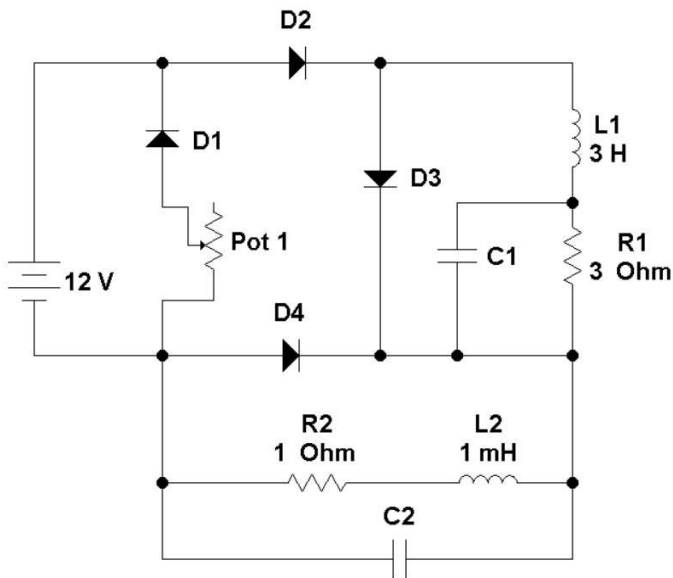 D2
D1
L1
3 H
D3
Pot 1
C1
R1
3 Ohm
12 V
D4
R2
1 Ohm
L2
1 mH
C2